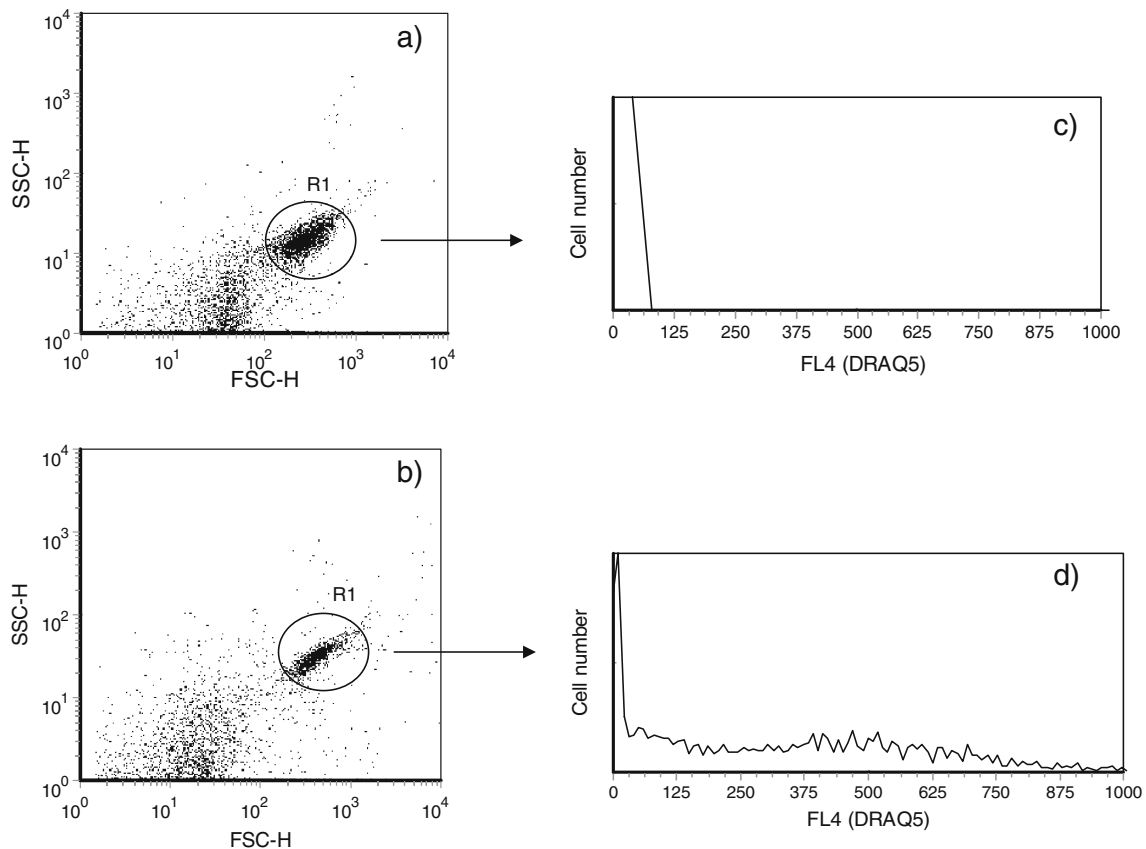 a)
10^4
10^3
10^2
10^1
10^0
SSC-H
R1
10^0 10^1 10^2 10^3 10^4
FSC-H
c)
Cell number
0 125 250 375 500 625 750 875 1000
FL4 (DRAQ5)
b)
10^4
10^3
10^2
10^1
10^0
SSC-H
R1
10^0 10^1 10^2 10^3 10^4
FSC-H
d)
Cell number
0 125 250 375 500 625 750 875 1000
FL4 (DRAQ5)